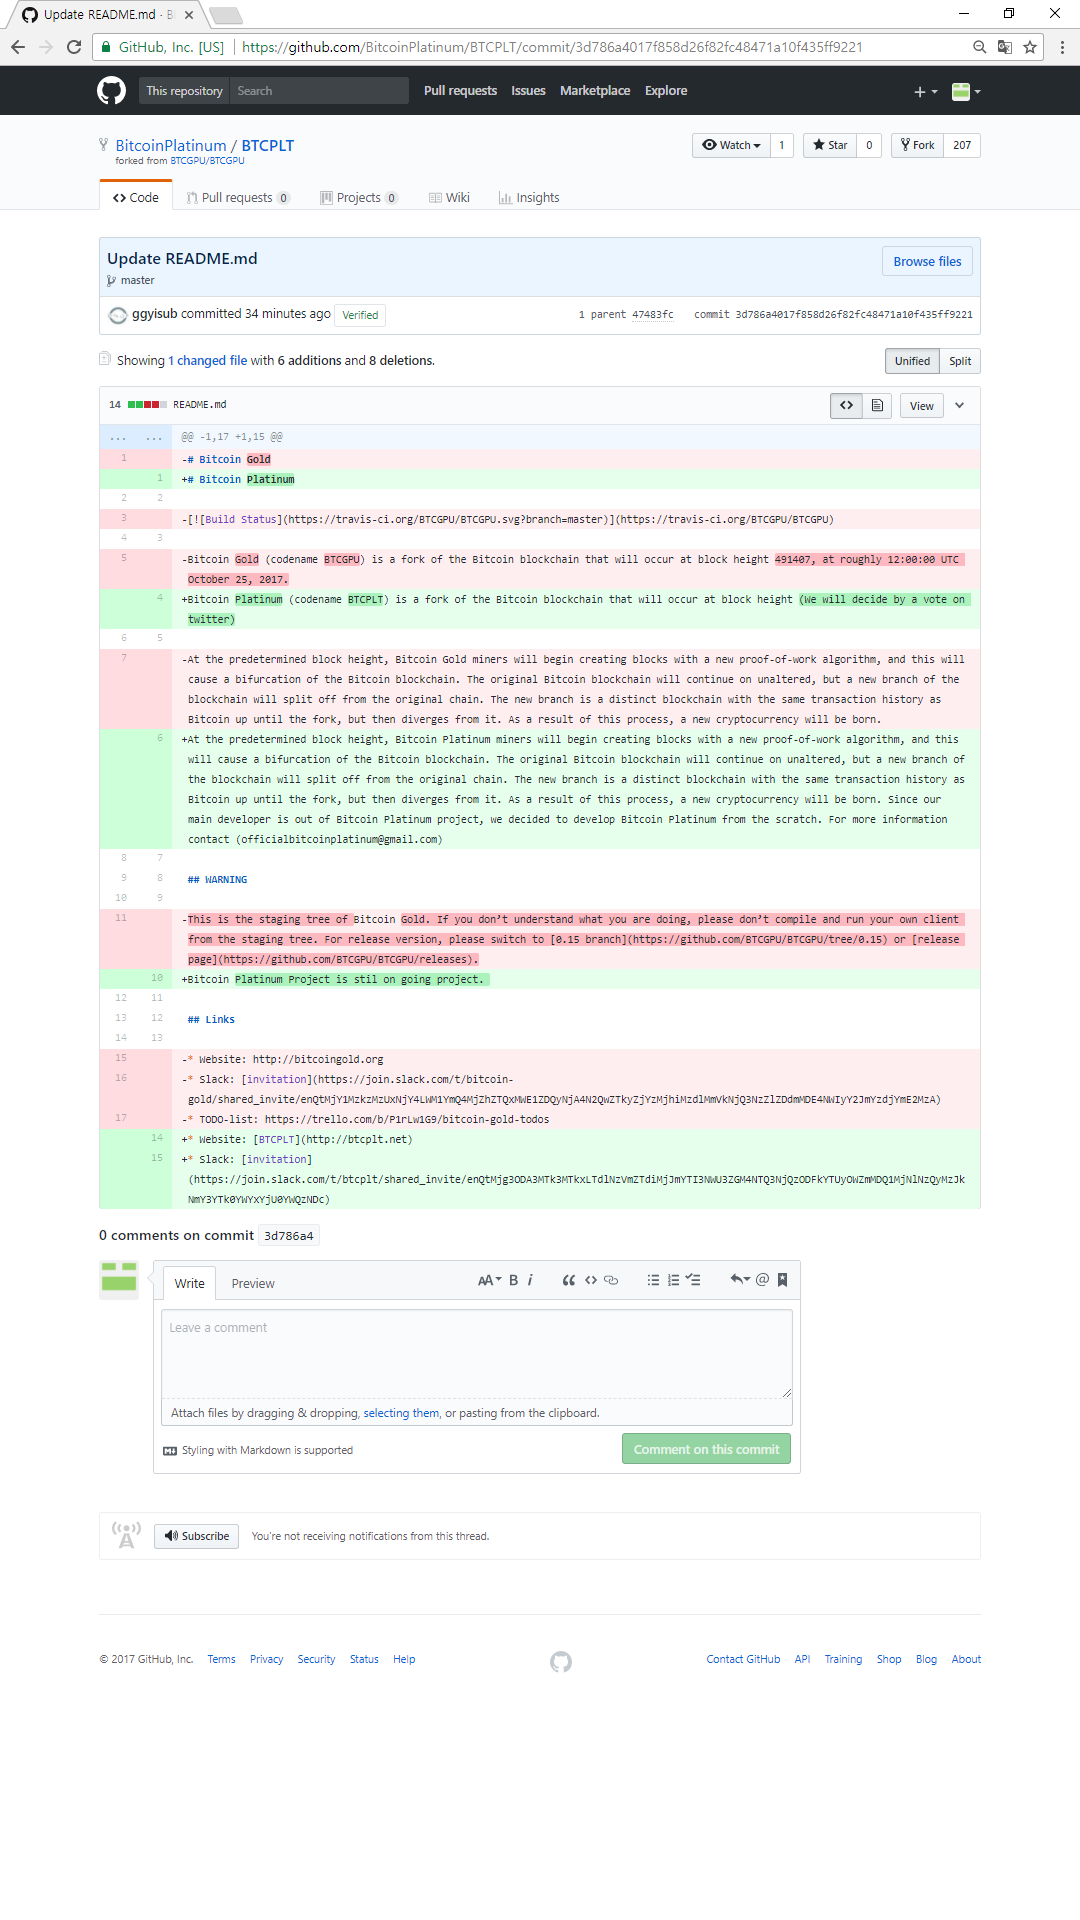 Update README.md · B
GitHub, Inc. [US] https://github.com/BitcoinPlatinum/BTCPLT/commit/3d786a4017f858d26f82fc48471a10f435ff9221
This repository Search Pull requests Issues Marketplace Explore
BitcoinPlatinum / BTCPLT Watch 1 Star 0 Fork 207
forked from BTCGPU/BTCGPU
Code Pull requests 0 Projects 0 Wiki Insights
Update README.md Browse files
master
ggyisub committed 34 minutes ago Verified 1 parent 47483fc commit 3d786a4017f858d26f82fc48471a10f435ff9221
Showing 1 changed file with 6 additions and 8 deletions. Unified Split
14 README.md View
... ... @@ -1,17 +1,15 @@
1 -# Bitcoin Gold
1 +# Bitcoin Platinum
2 2
3 -[![Build Status](https://travis-ci.org/BTCGPU/BTCGPU.svg?branch=master)](https://travis-ci.org/BTCGPU/BTCGPU)
4 3
5 -Bitcoin Gold (codename BTCGPU) is a fork of the Bitcoin blockchain that will occur at block height 491407, at roughly 12:00:00 UTC
October 25, 2017.
4 +Bitcoin Platinum (codename BTCPLT) is a fork of the Bitcoin blockchain that will occur at block height (We will decide by a vote on
twitter)
6 5
7 -At the predetermined block height, Bitcoin Gold miners will begin creating blocks with a new proof-of-work algorithm, and this will
cause a bifurcation of the Bitcoin blockchain. The original Bitcoin blockchain will continue on unaltered, but a new branch of the
blockchain will split off from the original chain. The new branch is a distinct blockchain with the same transaction history as
Bitcoin up until the fork, but then diverges from it. As a result of this process, a new cryptocurrency will be born.
6 +At the predetermined block height, Bitcoin Platinum miners will begin creating blocks with a new proof-of-work algorithm, and this
will cause a bifurcation of the Bitcoin blockchain. The original Bitcoin blockchain will continue on unaltered, but a new branch of
the blockchain will split off from the original chain. The new branch is a distinct blockchain with the same transaction history as
Bitcoin up until the fork, but then diverges from it. As a result of this process, a new cryptocurrency will be born. Since our
main developer is out of Bitcoin Platinum project, we decided to develop Bitcoin Platinum from the scratch. For more information
contact (officialbitcoinplatinum@gmail.com)
8 7
9 8 ## WARNING
10 9
11 -This is the staging tree of Bitcoin Gold. If you don’t understand what you are doing, please don’t compile and run your own client
from the staging tree. For release version, please switch to [0.15 branch](https://github.com/BTCGPU/BTCGPU/tree/0.15) or [release
page](https://github.com/BTCGPU/BTCGPU/releases).
10 +Bitcoin Platinum Project is stil on going project.
12 11
13 12 ## Links
14 13
15 -* Website: http://bitcoingold.org
16 -* Slack: [invitation](https://join.slack.com/t/bitcoin-
gold/shared_invite/enQtMjY1MzkzMzUxNjY4LWM1YmQ4MjZhZTQxMWE1ZDQyNjA4N2QwZTkyZjYzMjhiMzdlMmVkNjQ3NzZlZDdmMDE4NWIyY2JmYzdjYmE2MzA)
17 -* TODO-list: https://trello.com/b/P1rLw1G9/bitcoin-gold-todos
14 +* Website: [BTCPLT](http://btcplt.net)
15 +* Slack: [invitation]
(https://join.slack.com/t/btcplt/shared_invite/enQtMjg3ODA3MTk3MTkxLTdlNzVmZTdiMjJmYTI3NWU3ZGM4NTQ3NjQzODFkYTUyOWZmMDQ1MjNlNzQyMzJk
NmY3YTk0YWYxYjU0YWQzNDc)
0 comments on commit 3d786a4
Write Preview AA B i
Leave a comment
Attach files by dragging & dropping, selecting them, or pasting from the clipboard.
Styling with Markdown is supported Comment on this commit
Subscribe You're not receiving notifications from this thread.
© 2017 GitHub, Inc. Terms Privacy Security Status Help Contact GitHub API Training Shop Blog About